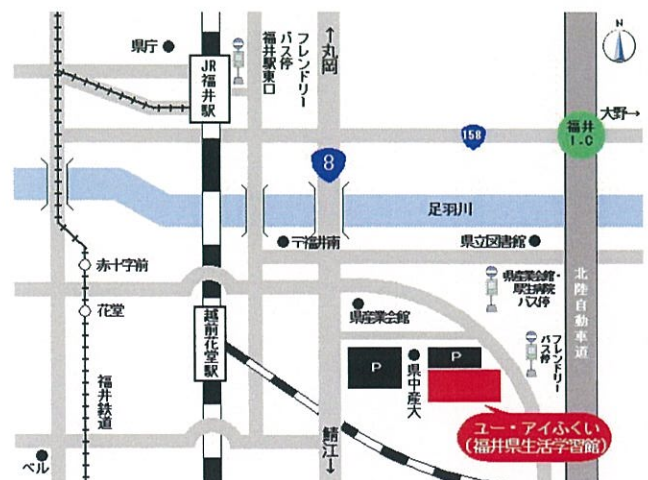 県庁
JR福井駅
福井駅東口
バス停
フレンドリー
↑丸岡
N
大野→
福井
I.C
158
8
足羽川
〒福井南
県立図書館
赤十字前
花堂
福井鉄道
越前花堂駅
県産業会館・
厚生病院
バス停
北陸自動車道
県産業会館
フレンドリー
バス停
P
P
県中産大
鯖江↓
ベル
ユー・アイふくい
(福井県生活学習館)